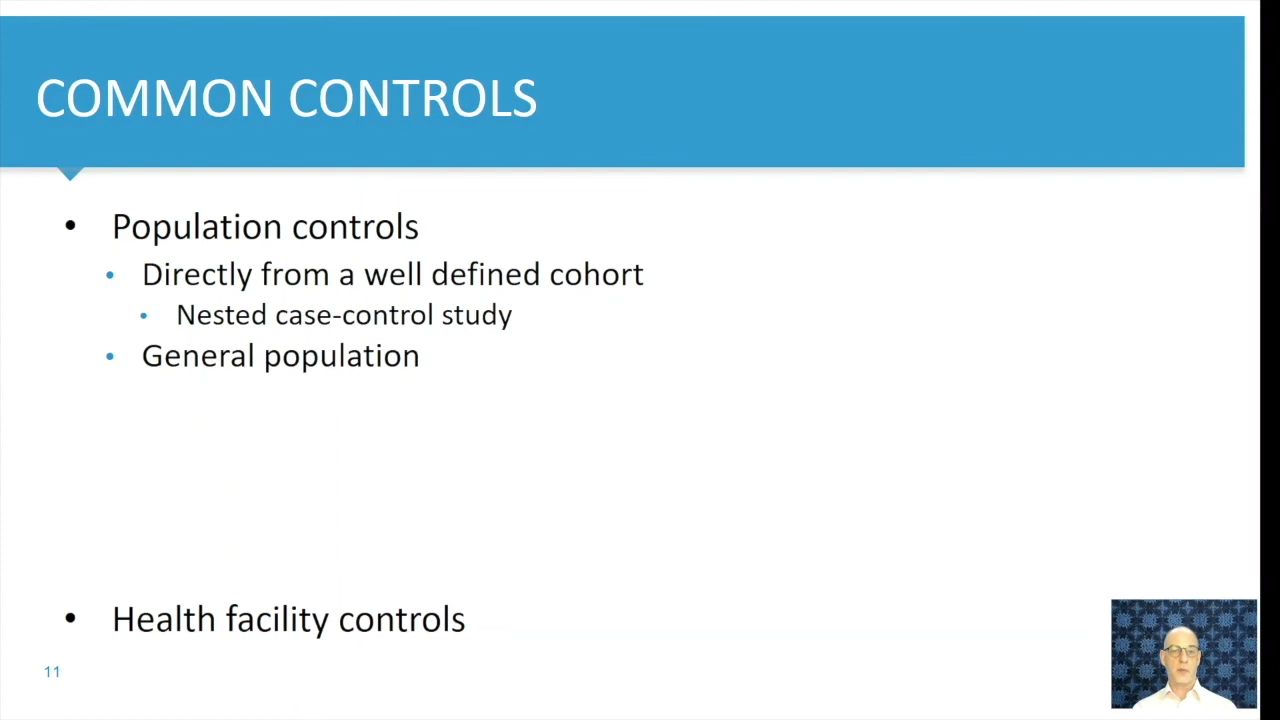 COMMON CONTROLS
• Population controls
• Directly from a well defined cohort
• Nested case-control study
• General population
• Health facility controls
11